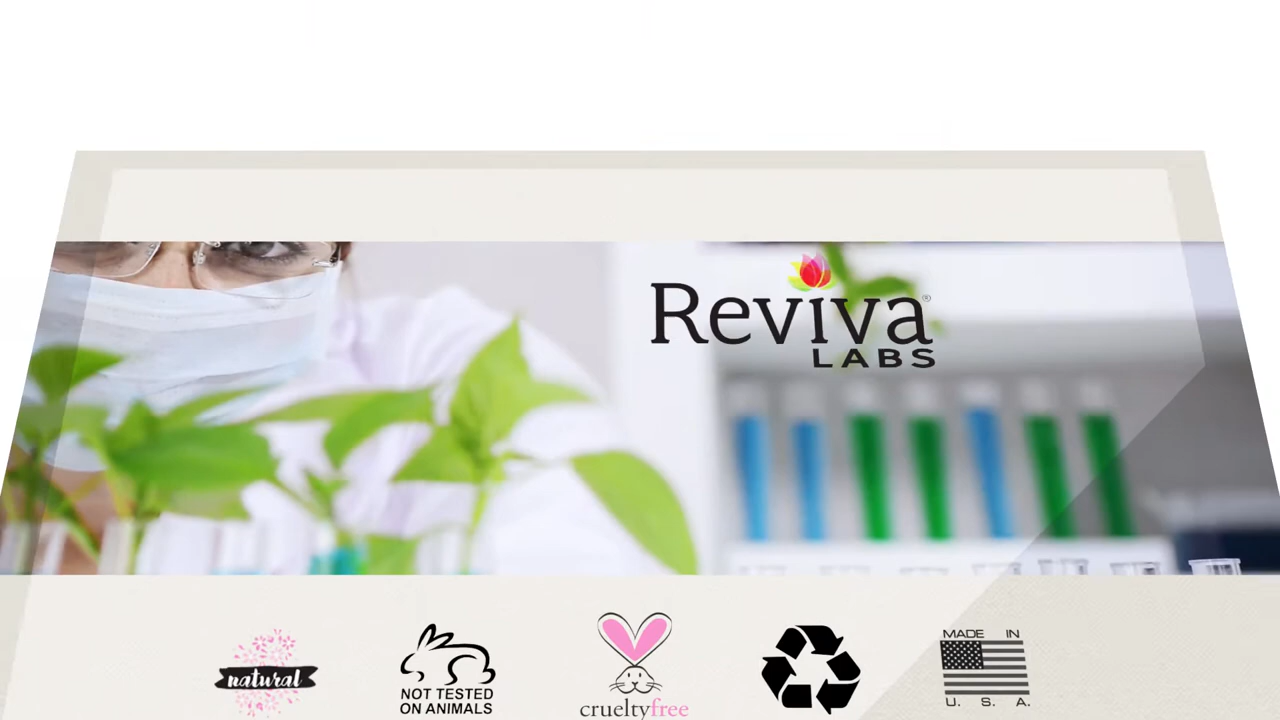 Reviva®
LABS
natural
NOT TESTED
ON ANIMALS
crueltyfree
MADE IN
U. S. A.